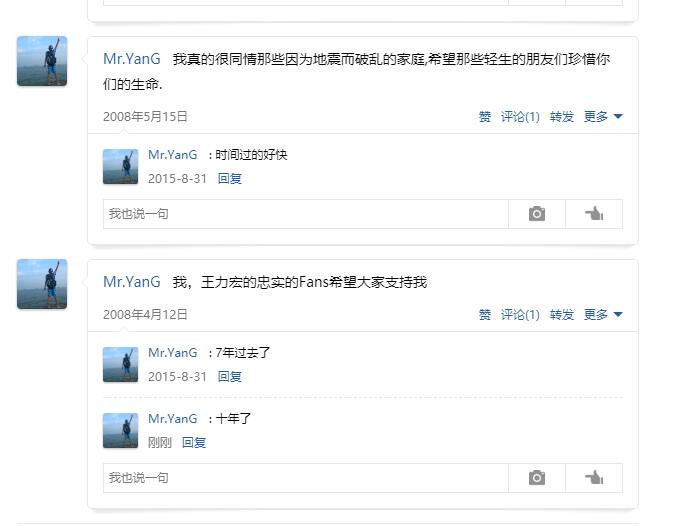 Mr.YanG 我真的很同情那些因为地震而破乱的家庭,希望那些轻生的朋友们珍惜你
们的生命.
2008年5月15日 赞 评论(1) 转发 更多
Mr.YanG : 时间过的好快
2015-8-31 回复
我也说一句
Mr.YanG 我，王力宏的忠实的Fans希望大家支持我
2008年4月12日 赞 评论(1) 转发 更多
Mr.YanG : 7年过去了
2015-8-31 回复
Mr.YanG : 十年了
刚刚 回复
我也说一句